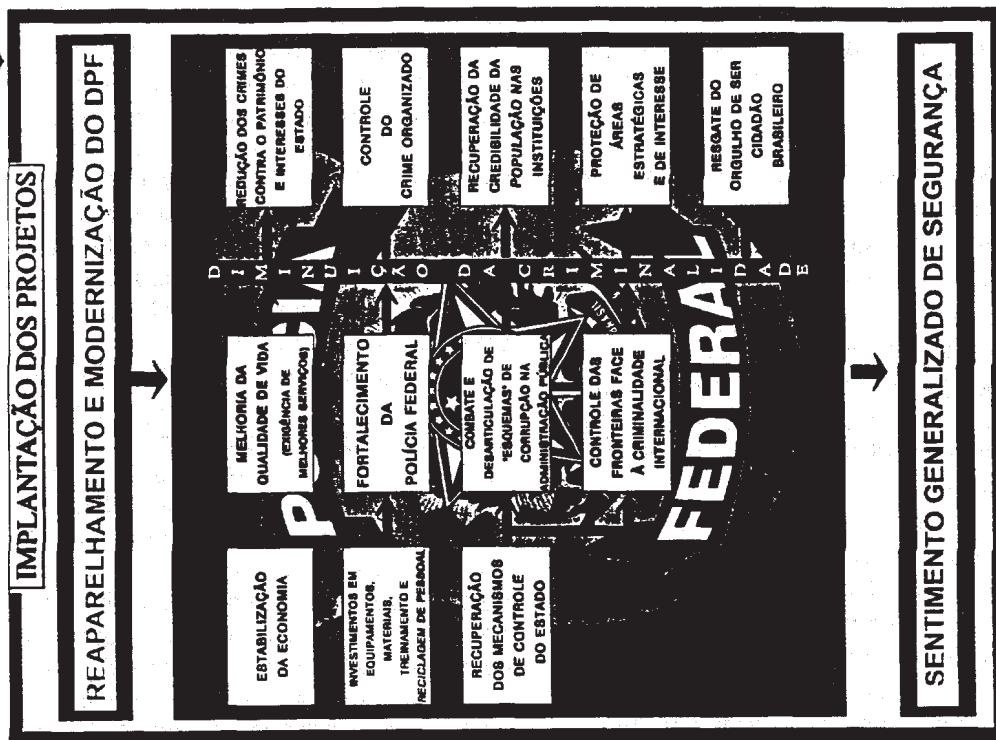 IMPLANTAÇÃO DOS PROJETOS
REAPARELHAMENTO E MODERNIZAÇÃO DO DPF
ESTABILIZAÇÃO
DA ECONOMIA
INVESTIMENTOS EM
EQUIPAMENTOS,
MATERIAIS,
TREINAMENTO E
RECICLAGEM DE PESSOAL
RECUPERAÇÃO
DOS MECANISMOS
DE CONTROLE
DO ESTADO
MELHORIA DA
QUALIDADE DE VIDA
(EXIGÊNCIA DE
MELHORES SERVIÇOS)
FORTALECIMENTO
DA
POLÍCIA FEDERAL
COMBATE E
DESARTICULAÇÃO DE
"ESQUEMAS" DE
CORRUPÇÃO NA
ADMINISTRAÇÃO PÚBLICA
CONTROLE DAS
FRONTEIRAS FACE
À CRIMINALIDADE
INTERNACIONAL
DIMINUIÇÃO DA CRIMINALIDADE
REDUÇÃO DOS CRIMES
CONTRA O PATRIMÔNIO
E INTERESSES DO
ESTADO
CONTROLE
DO
CRIME ORGANIZADO
RECUPERAÇÃO DA
CREDIBILIDADE DA
POPULAÇÃO NAS
INSTITUIÇÕES
PROTEÇÃO DE
ÁREAS
ESTRATÉGICAS
E DE INTERESSE
RESGATE DO
ORGULHO DE SER
CIDADÃO
BRASILEIRO
FEDERAL
SENTIMENTO GENERALIZADO DE SEGURANÇA